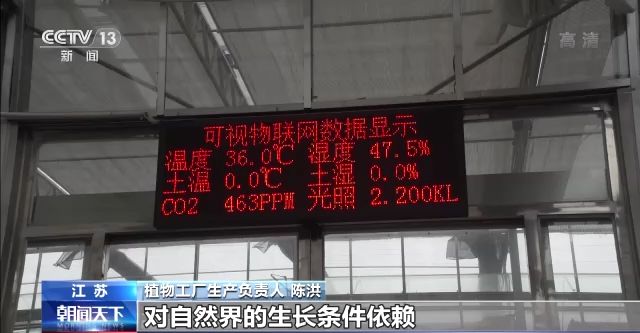 CCTV 13
新闻
高清
可视物联网数据显示
温度 36.0℃ 湿度 47.5%
土温 0.0℃ 土湿 0.0%
CO2 463PPM 光照 2.200KL
江苏 植物工厂生产负责人 陈洪
朝闻天下 对自然界的生长条件依赖